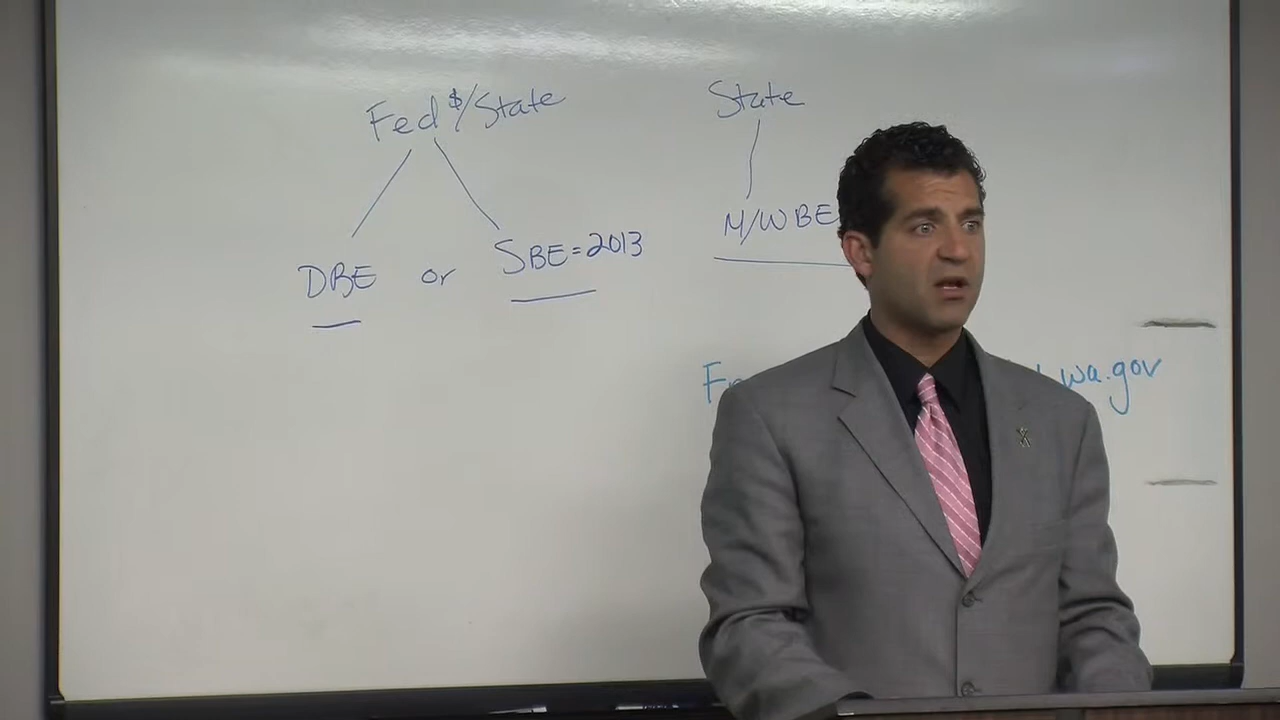 Fed $/State
State
DBE or SBE=2013
M/WBE
wa.gov